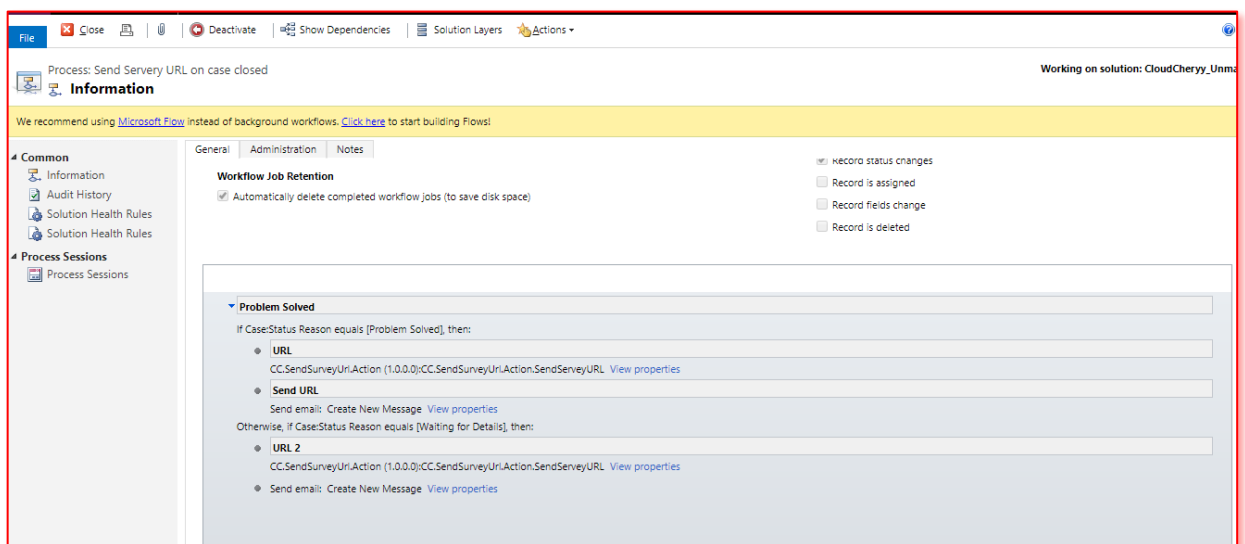 File
Close
Deactivate
Show Dependencies
Solution Layers
Actions
Process: Send Servery URL on case closed
Information
Working on solution: CloudCheryy_Unma
We recommend using Microsoft Flow instead of background workflows. Click here to start building Flows!
Common
Information
Audit History
Solution Health Rules
Solution Health Rules
Process Sessions
Process Sessions
General Administration Notes
Workflow Job Retention
Automatically delete completed workflow jobs (to save disk space)
Record status changes
Record is assigned
Record fields change
Record is deleted
Problem Solved
If Case:Status Reason equals [Problem Solved], then:
URL
CC.SendSurveyUrl.Action (1.0.0.0):CC.SendSurveyUrl.Action.SendServeyURL View properties
Send URL
Send email: Create New Message View properties
Otherwise, if Case:Status Reason equals [Waiting for Details], then:
URL 2
CC.SendSurveyUrl.Action (1.0.0.0):CC.SendSurveyUrl.Action.SendServeyURL View properties
Send email: Create New Message View properties